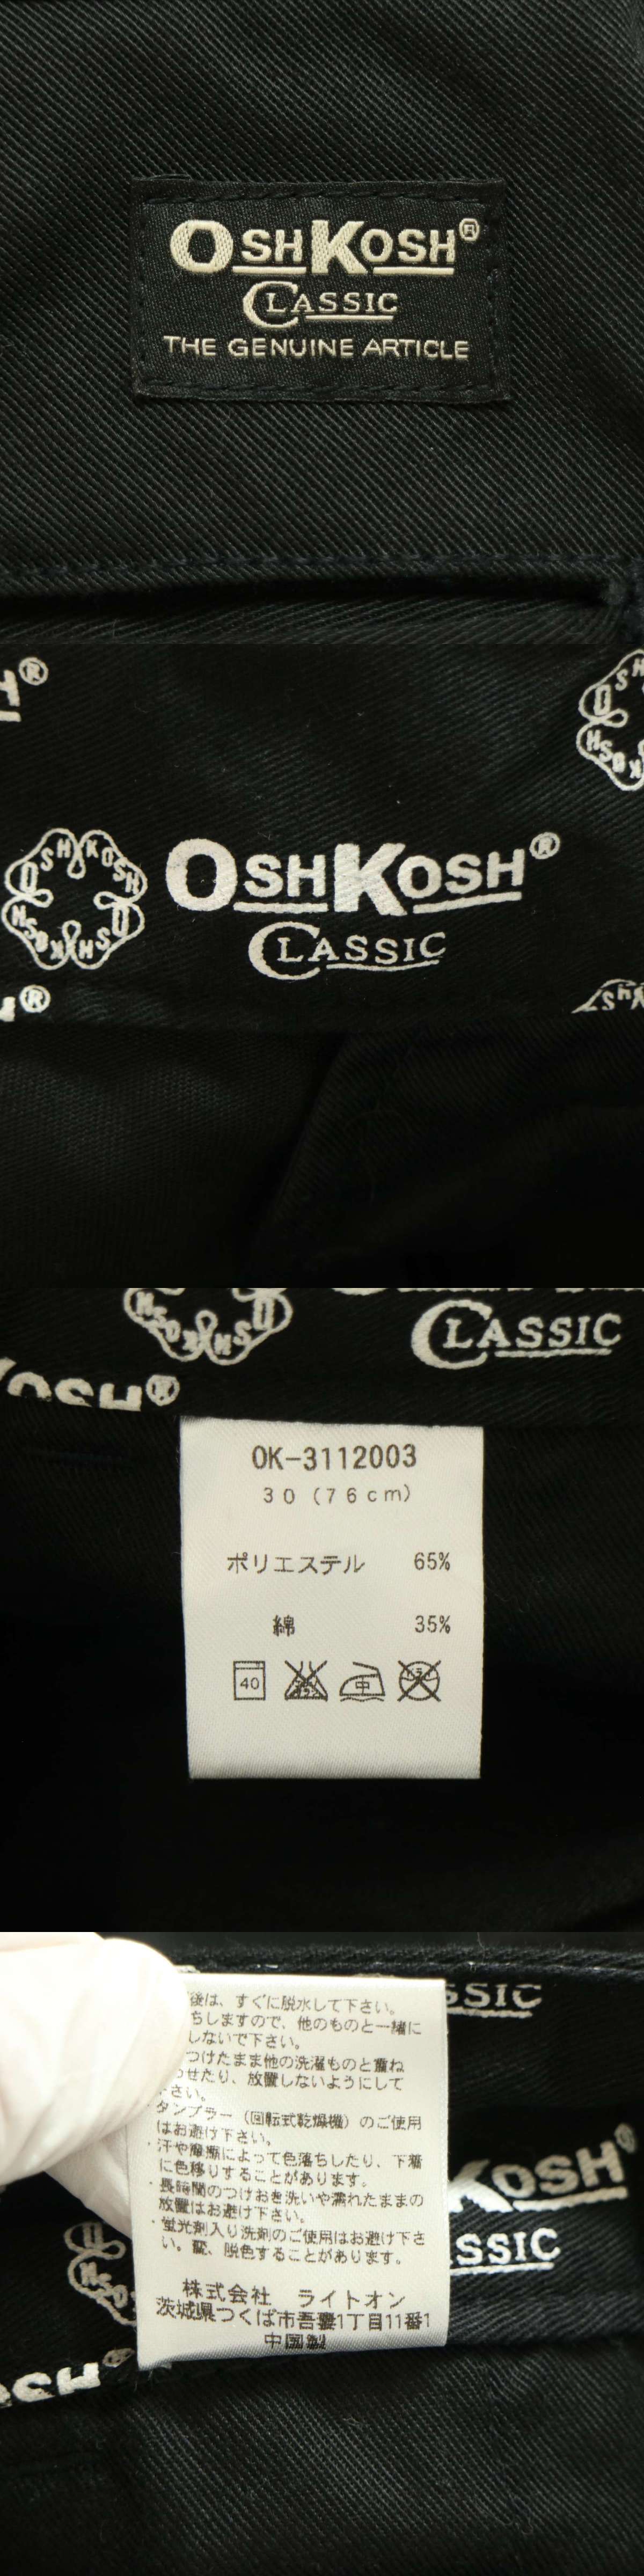 OSHKOSH®
CLASSIC
THE GENUINE ARTICLE
®
OSH
KOSH
OSHKOSH
OSHKOSH
OSHKOSH®
CLASSIC
®
OSHKOSH
CLASSIC
KOSH®
OK-3112003
30 (76cm)
ポリエステル 65%
綿 35%
40
中
SSIC
後は、すぐに脱水して下さい。
ちしますので、他のものと一緒に
しないで下さい。
つけたまま他の洗濯ものと重ね
わせたり、放置しないようにして
下さい。
・タンブラー（回転式乾燥機）のご使用
はお避け下さい。
・汗や摩擦によって色落ちしたり、下着
に色移りすることがあります。
・長時間のつけおき洗いや濡れたままの
放置はお避け下さい。
・蛍光剤入り洗剤のご使用はお避け下さ
い。変、脱色することがあります。
株式会社 ライトオン
茨城県つくば市吾妻1丁目11番1
中国製
KOSH®
SSIC